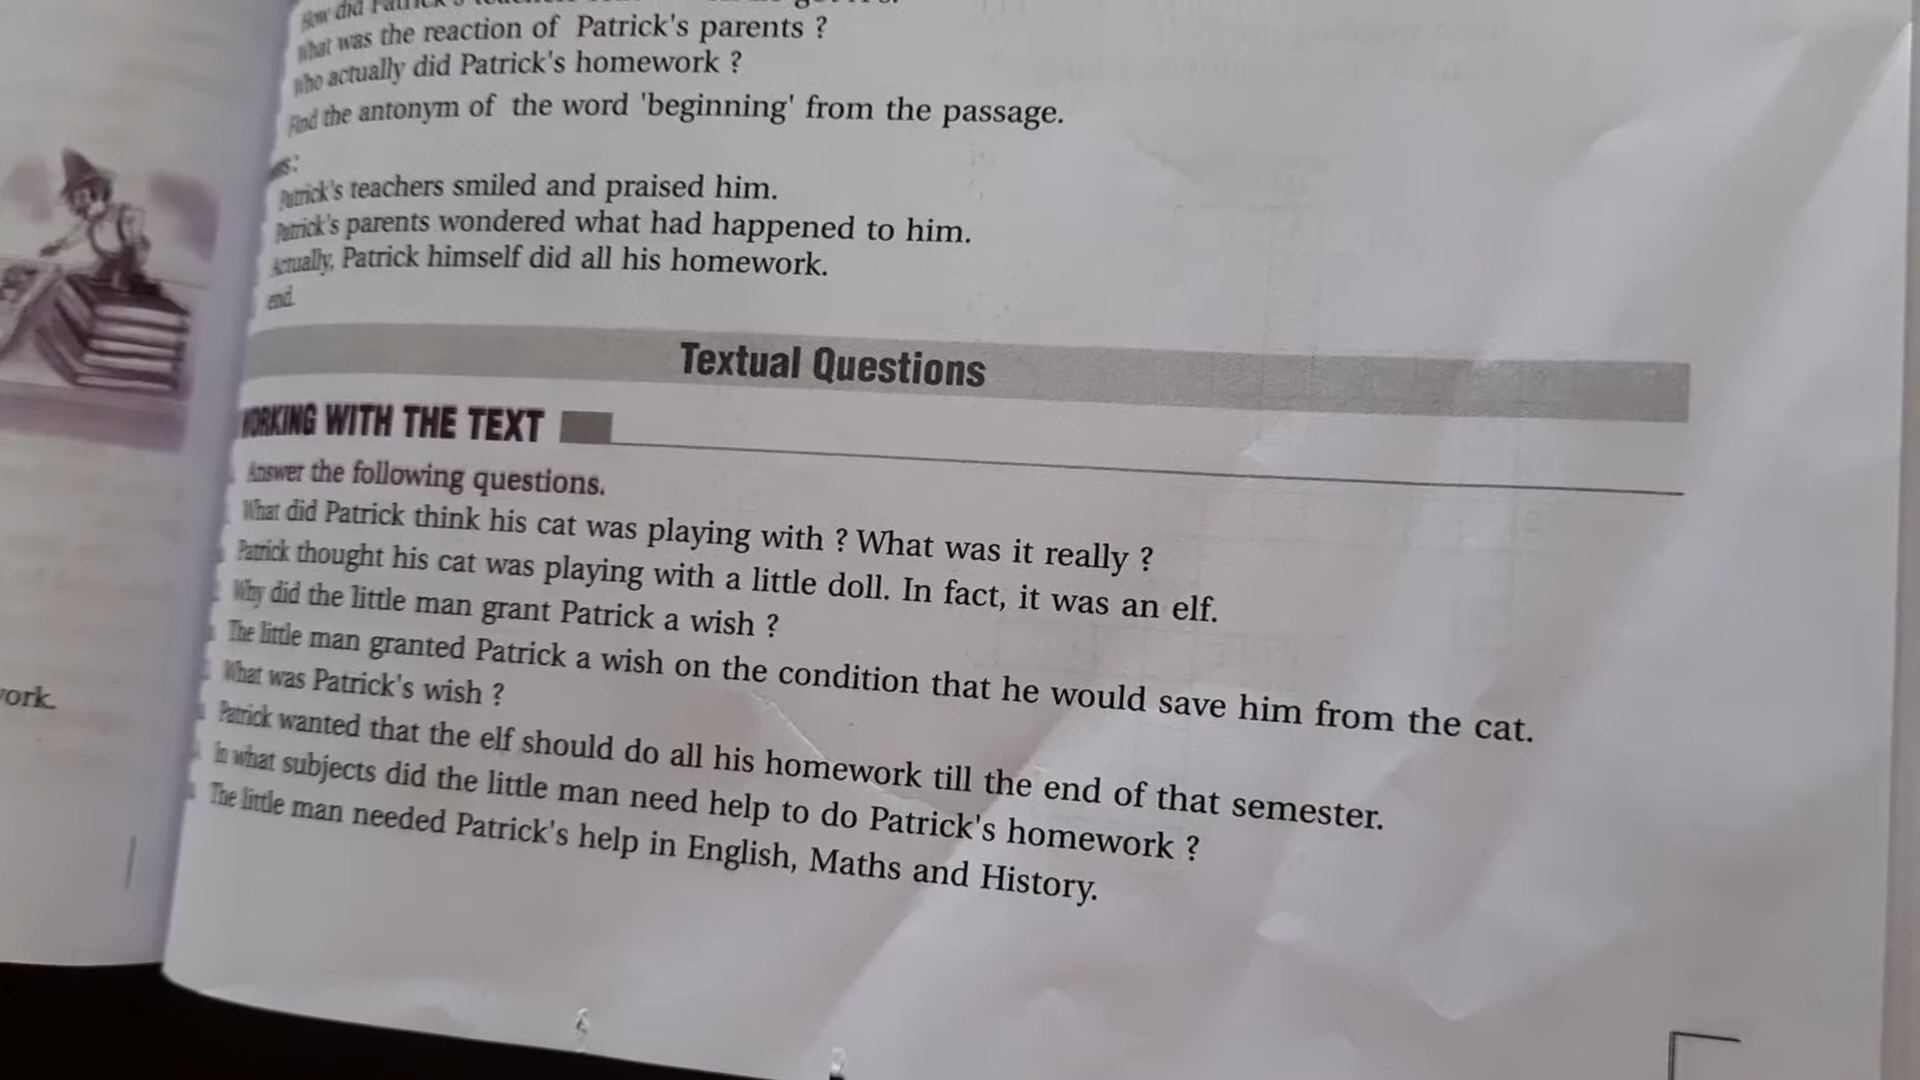 How did Patrick's
What was the reaction of Patrick's parents ?
Who actually did Patrick's homework ?
Find the antonym of the word 'beginning' from the passage.
Patrick's teachers smiled and praised him.
Patrick's parents wondered what had happened to him.
Actually, Patrick himself did all his homework.
end.
Textual Questions
WORKING WITH THE TEXT
Answer the following questions.
What did Patrick think his cat was playing with ? What was it really ?
Patrick thought his cat was playing with a little doll. In fact, it was an elf.
Why did the little man grant Patrick a wish ?
The little man granted Patrick a wish on the condition that he would save him from the cat.
What was Patrick's wish ?
Patrick wanted that the elf should do all his homework till the end of that semester.
In what subjects did the little man need help to do Patrick's homework ?
The little man needed Patrick's help in English, Maths and History.